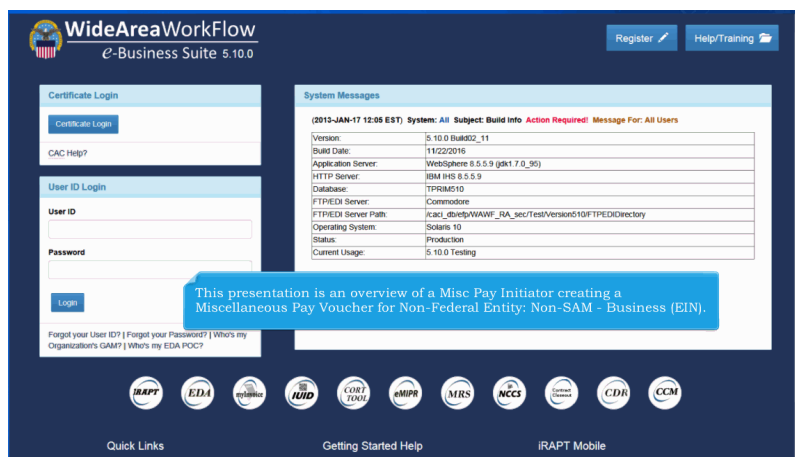 WideAreaWorkFlow
e-Business Suite 5.10.0
Register
Help/Training
Certificate Login
Certificate Login
CAC Help?
User ID Login
User ID
Password
Login
Forgot your User ID? | Forgot your Password? | Who's my
Organization's GAM? | Who's my EDA POC?
System Messages
(2013-JAN-17 12:05 EST) System: All Subject: Build Info Action Required! Message For: All Users
Version: 5.10.0 Build02_11
Build Date: 11/22/2016
Application Server: WebSphere 8.5.5.9 (jdk1.7.0_95)
HTTP Server: IBM IHS 8.5.5.9
Database: TPRIM510
FTP/EDI Server: Commodore
FTP/EDI Server Path: /caci_db/efp/WAWF_RA_sec/Test/Version510/FTPEDIDirectory
Operating System: Solaris 10
Status: Production
Current Usage: 5.10.0 Testing
This presentation is an overview of a Misc Pay Initiator creating a
Miscellaneous Pay Voucher for Non-Federal Entity: Non-SAM - Business (EIN).
iRAPT
EDA
myInvoice
IUID
CORT
TOOL
eMIPR
MRS
NCCS
Contract
Closeout
CDR
CCM
Quick Links
Getting Started Help
iRAPT Mobile